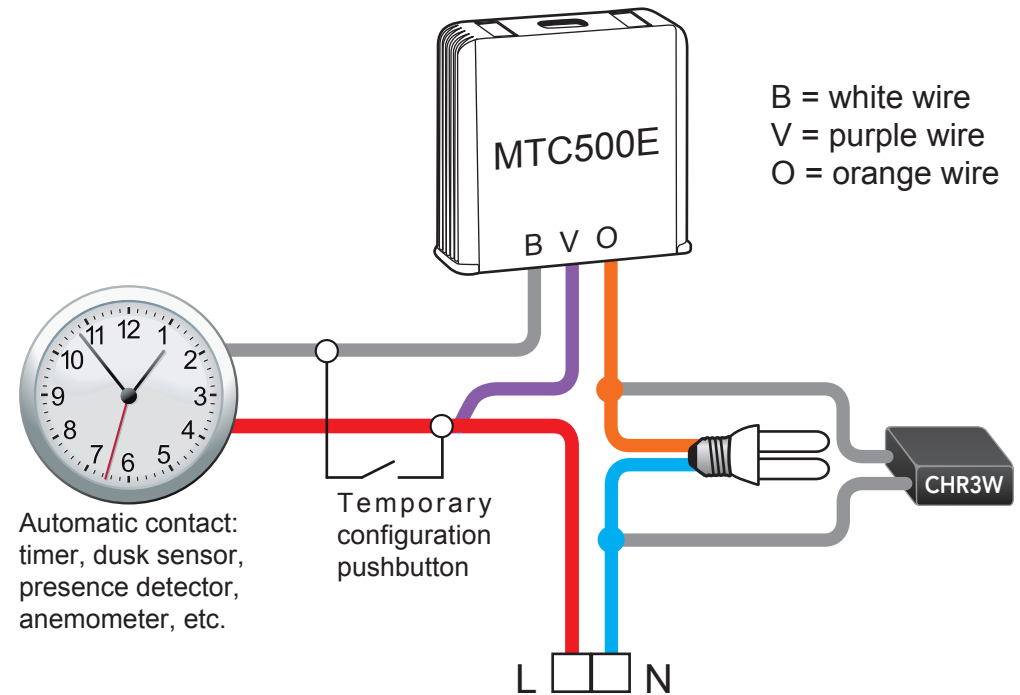 MTC500E
B V O
B = white wire
V = purple wire
O = orange wire
12
1
2
3
4
5
6
7
8
9
10
11
Automatic contact:
timer, dusk sensor,
presence detector,
anemometer, etc.
Temporary
configuration
pushbutton
CHR3W
L
N